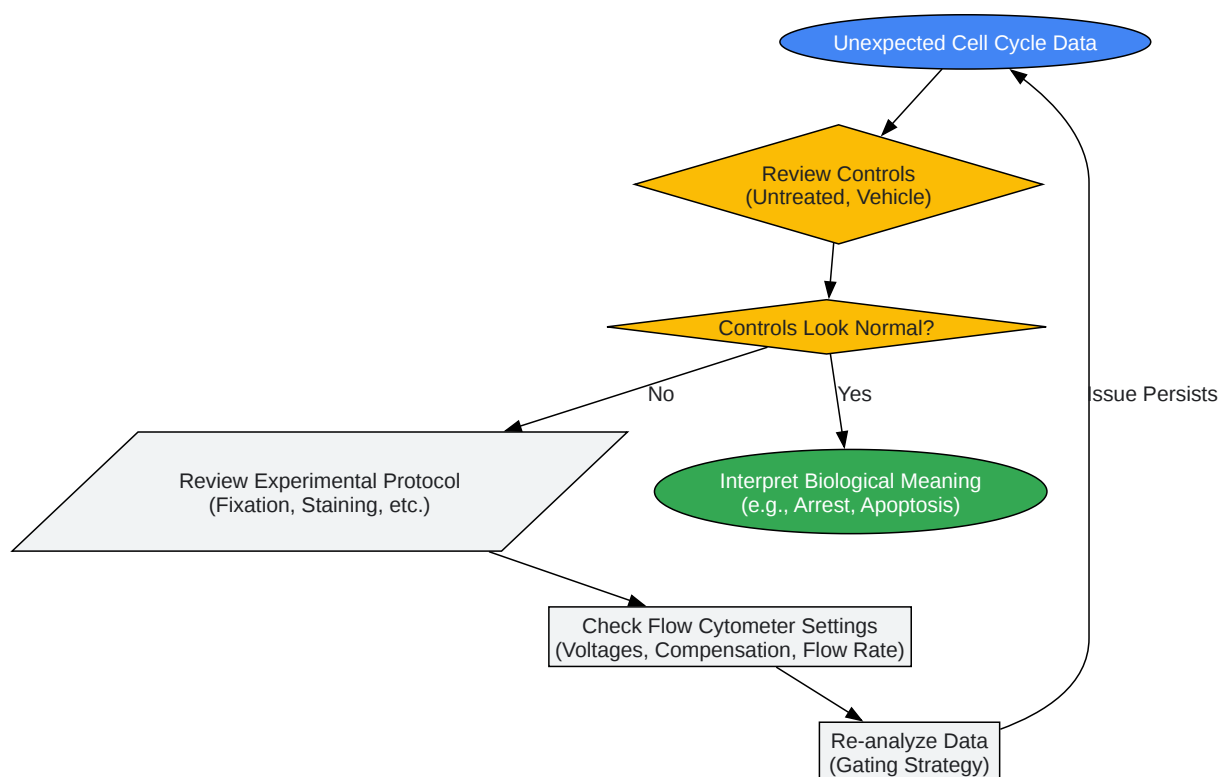 Unexpected Cell Cycle Data
Review Controls
(Untreated, Vehicle)
Controls Look Normal?
No
Yes
Issue Persists
Review Experimental Protocol
(Fixation, Staining, etc.)
Interpret Biological Meaning
(e.g., Arrest, Apoptosis)
Check Flow Cytometer Settings
(Voltages, Compensation, Flow Rate)
Re-analyze Data
(Gating Strategy)